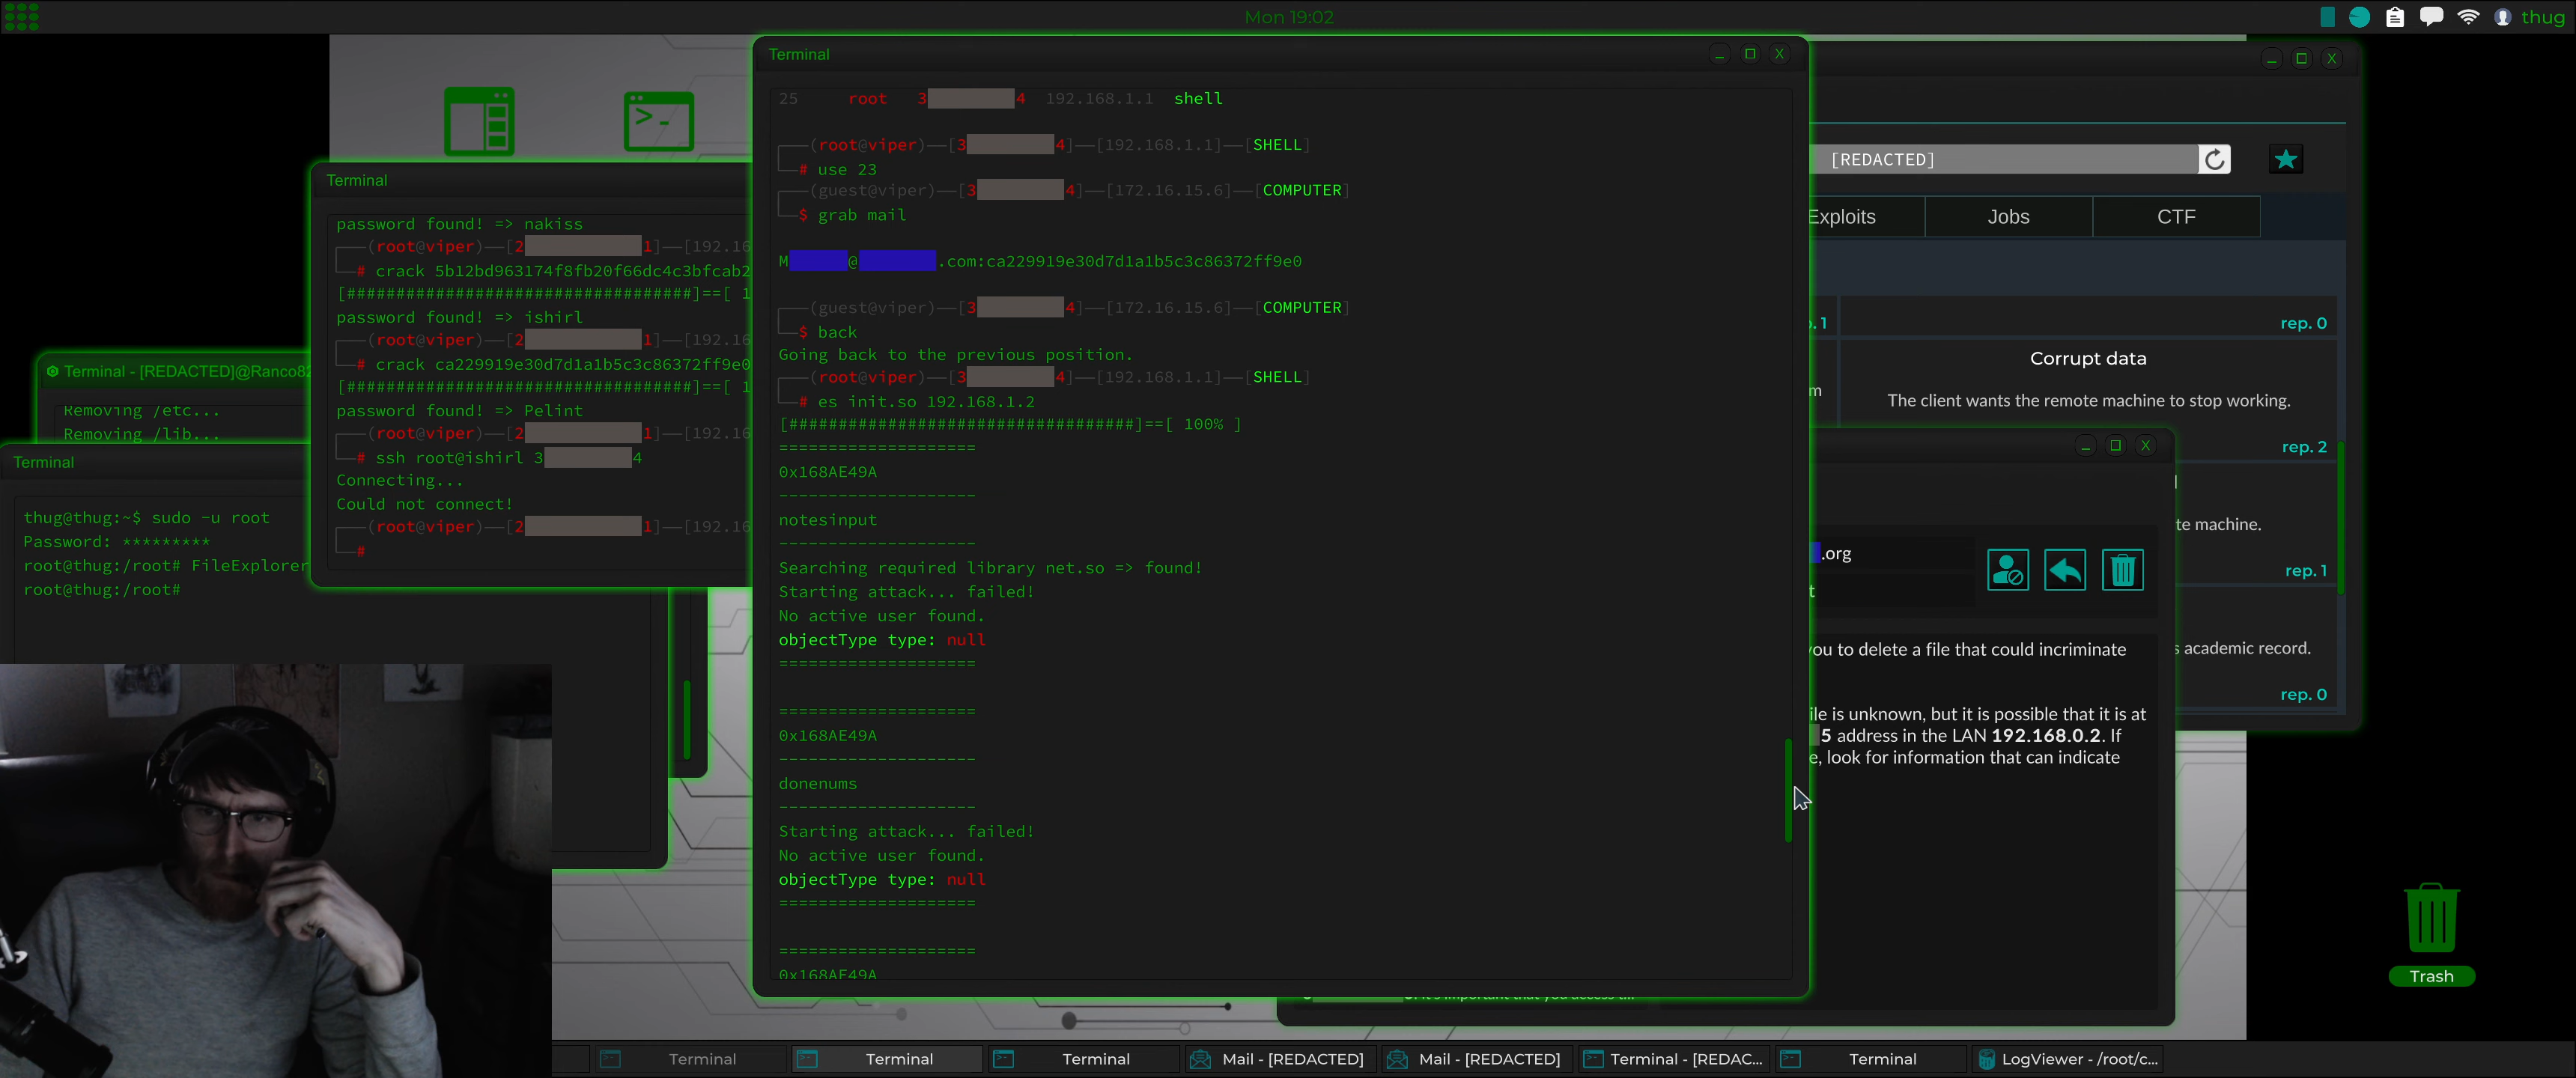 Mon 19:02
thug
Terminal
25 root 3 4 192.168.1.1 shell
(root@viper)—[3 4]—[192.168.1.1]—[SHELL]
# use 23
(guest@viper)—[3 4]—[172.16.15.6]—[COMPUTER]
$ grab mail
M @ .com:ca229919e30d7d1a1b5c3c86372ff9e0
(guest@viper)—[3 4]—[172.16.15.6]—[COMPUTER]
$ back
Going back to the previous position.
(root@viper)—[3 4]—[192.168.1.1]—[SHELL]
# es init.so 192.168.1.2
[###################################]==[ 100% ]
====================
0x168AE49A
--------------------
notesinput
--------------------
Searching required library net.so => found!
Starting attack... failed!
No active user found.
objectType type: null
====================
====================
0x168AE49A
--------------------
donenums
--------------------
Starting attack... failed!
No active user found.
objectType type: null
====================
====================
0x168AE49A
Terminal
password found! => nakiss
(root@viper)—[2 1]—[192.16
# crack 5b12bd963174f8fb20f66dc4c3bfcab2
[###################################]==[ 1
password found! => ishirl
(root@viper)—[2 1]—[192.16
# crack ca229919e30d7d1a1b5c3c86372ff9e0
[###################################]==[ 1
password found! => Pelint
(root@viper)—[2 1]—[192.16
# ssh root@ishirl 3 4
Connecting...
Could not connect!
(root@viper)—[2 1]—[192.16
#
Terminal - [REDACTED]@Ranco82
Removing /etc...
Removing /lib...
Terminal
thug@thug:~$ sudo -u root
Password: *********
root@thug:/root# FileExplorer
root@thug:/root#
[REDACTED]
Exploits
Jobs
CTF
. 1
rep. 0
Corrupt data
The client wants the remote machine to stop working.
rep. 2
te machine.
rep. 1
s academic record.
rep. 0
.org
you to delete a file that could incriminate
ile is unknown, but it is possible that it is at
5 address in the LAN 192.168.0.2. If
e, look for information that can indicate
Trash
Terminal
Terminal
Terminal
Mail - [REDACTED]
Mail - [REDACTED]
Terminal - [REDAC...
Terminal
LogViewer - /root/c...